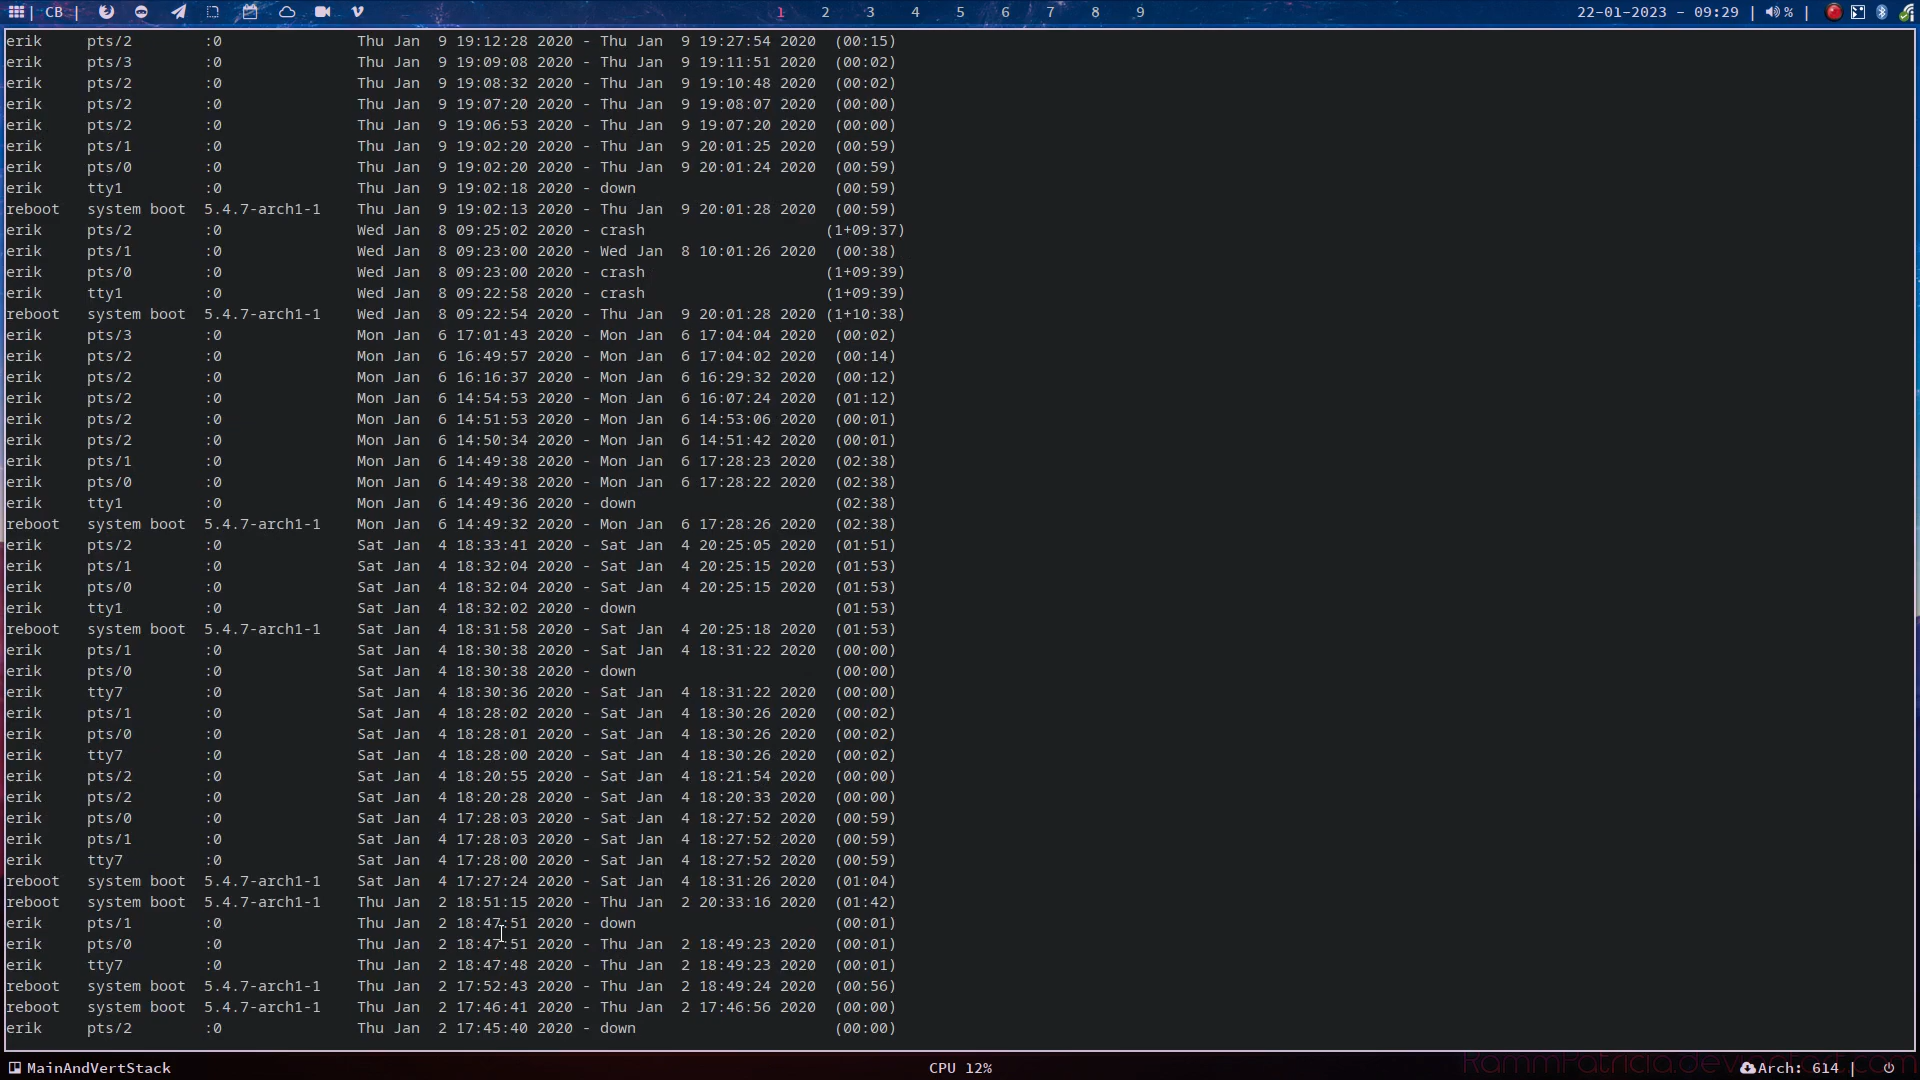 CB 1 2 3 4 5 6 7 8 9 22-01-2023 - 09:29 | % |
erik pts/2 :0 Thu Jan 9 19:12:28 2020 - Thu Jan 9 19:27:54 2020 (00:15)
erik pts/3 :0 Thu Jan 9 19:09:08 2020 - Thu Jan 9 19:11:51 2020 (00:02)
erik pts/2 :0 Thu Jan 9 19:08:32 2020 - Thu Jan 9 19:10:48 2020 (00:02)
erik pts/2 :0 Thu Jan 9 19:07:20 2020 - Thu Jan 9 19:08:07 2020 (00:00)
erik pts/2 :0 Thu Jan 9 19:06:53 2020 - Thu Jan 9 19:07:20 2020 (00:00)
erik pts/1 :0 Thu Jan 9 19:02:20 2020 - Thu Jan 9 20:01:25 2020 (00:59)
erik pts/0 :0 Thu Jan 9 19:02:20 2020 - Thu Jan 9 20:01:24 2020 (00:59)
erik tty1 :0 Thu Jan 9 19:02:18 2020 - down (00:59)
reboot system boot 5.4.7-arch1-1 Thu Jan 9 19:02:13 2020 - Thu Jan 9 20:01:28 2020 (00:59)
erik pts/2 :0 Wed Jan 8 09:25:02 2020 - crash (1+09:37)
erik pts/1 :0 Wed Jan 8 09:23:00 2020 - Wed Jan 8 10:01:26 2020 (00:38)
erik pts/0 :0 Wed Jan 8 09:23:00 2020 - crash (1+09:39)
erik tty1 :0 Wed Jan 8 09:22:58 2020 - crash (1+09:39)
reboot system boot 5.4.7-arch1-1 Wed Jan 8 09:22:54 2020 - Thu Jan 9 20:01:28 2020 (1+10:38)
erik pts/3 :0 Mon Jan 6 17:01:43 2020 - Mon Jan 6 17:04:04 2020 (00:02)
erik pts/2 :0 Mon Jan 6 16:49:57 2020 - Mon Jan 6 17:04:02 2020 (00:14)
erik pts/2 :0 Mon Jan 6 16:16:37 2020 - Mon Jan 6 16:29:32 2020 (00:12)
erik pts/2 :0 Mon Jan 6 14:54:53 2020 - Mon Jan 6 16:07:24 2020 (01:12)
erik pts/2 :0 Mon Jan 6 14:51:53 2020 - Mon Jan 6 14:53:06 2020 (00:01)
erik pts/2 :0 Mon Jan 6 14:50:34 2020 - Mon Jan 6 14:51:42 2020 (00:01)
erik pts/1 :0 Mon Jan 6 14:49:38 2020 - Mon Jan 6 17:28:23 2020 (02:38)
erik pts/0 :0 Mon Jan 6 14:49:38 2020 - Mon Jan 6 17:28:22 2020 (02:38)
erik tty1 :0 Mon Jan 6 14:49:36 2020 - down (02:38)
reboot system boot 5.4.7-arch1-1 Mon Jan 6 14:49:32 2020 - Mon Jan 6 17:28:26 2020 (02:38)
erik pts/2 :0 Sat Jan 4 18:33:41 2020 - Sat Jan 4 20:25:05 2020 (01:51)
erik pts/1 :0 Sat Jan 4 18:32:04 2020 - Sat Jan 4 20:25:15 2020 (01:53)
erik pts/0 :0 Sat Jan 4 18:32:04 2020 - Sat Jan 4 20:25:15 2020 (01:53)
erik tty1 :0 Sat Jan 4 18:32:02 2020 - down (01:53)
reboot system boot 5.4.7-arch1-1 Sat Jan 4 18:31:58 2020 - Sat Jan 4 20:25:18 2020 (01:53)
erik pts/1 :0 Sat Jan 4 18:30:38 2020 - Sat Jan 4 18:31:22 2020 (00:00)
erik pts/0 :0 Sat Jan 4 18:30:38 2020 - down (00:00)
erik tty7 :0 Sat Jan 4 18:30:36 2020 - Sat Jan 4 18:31:22 2020 (00:00)
erik pts/1 :0 Sat Jan 4 18:28:02 2020 - Sat Jan 4 18:30:26 2020 (00:02)
erik pts/0 :0 Sat Jan 4 18:28:01 2020 - Sat Jan 4 18:30:26 2020 (00:02)
erik tty7 :0 Sat Jan 4 18:28:00 2020 - Sat Jan 4 18:30:26 2020 (00:02)
erik pts/2 :0 Sat Jan 4 18:20:55 2020 - Sat Jan 4 18:21:54 2020 (00:00)
erik pts/2 :0 Sat Jan 4 18:20:28 2020 - Sat Jan 4 18:20:33 2020 (00:00)
erik pts/0 :0 Sat Jan 4 17:28:03 2020 - Sat Jan 4 18:27:52 2020 (00:59)
erik pts/1 :0 Sat Jan 4 17:28:03 2020 - Sat Jan 4 18:27:52 2020 (00:59)
erik tty7 :0 Sat Jan 4 17:28:00 2020 - Sat Jan 4 18:27:52 2020 (00:59)
reboot system boot 5.4.7-arch1-1 Sat Jan 4 17:27:24 2020 - Sat Jan 4 18:31:26 2020 (01:04)
reboot system boot 5.4.7-arch1-1 Thu Jan 2 18:51:15 2020 - Thu Jan 2 20:33:16 2020 (01:42)
erik pts/1 :0 Thu Jan 2 18:47:51 2020 - down (00:01)
erik pts/0 :0 Thu Jan 2 18:47:51 2020 - Thu Jan 2 18:49:23 2020 (00:01)
erik tty7 :0 Thu Jan 2 18:47:48 2020 - Thu Jan 2 18:49:23 2020 (00:01)
reboot system boot 5.4.7-arch1-1 Thu Jan 2 17:52:43 2020 - Thu Jan 2 18:49:24 2020 (00:56)
reboot system boot 5.4.7-arch1-1 Thu Jan 2 17:46:41 2020 - Thu Jan 2 17:46:56 2020 (00:00)
erik pts/2 :0 Thu Jan 2 17:45:40 2020 - down (00:00)
MainAndVertStack CPU 12% Arch: 614 |
RammPatricia.deviantart.com